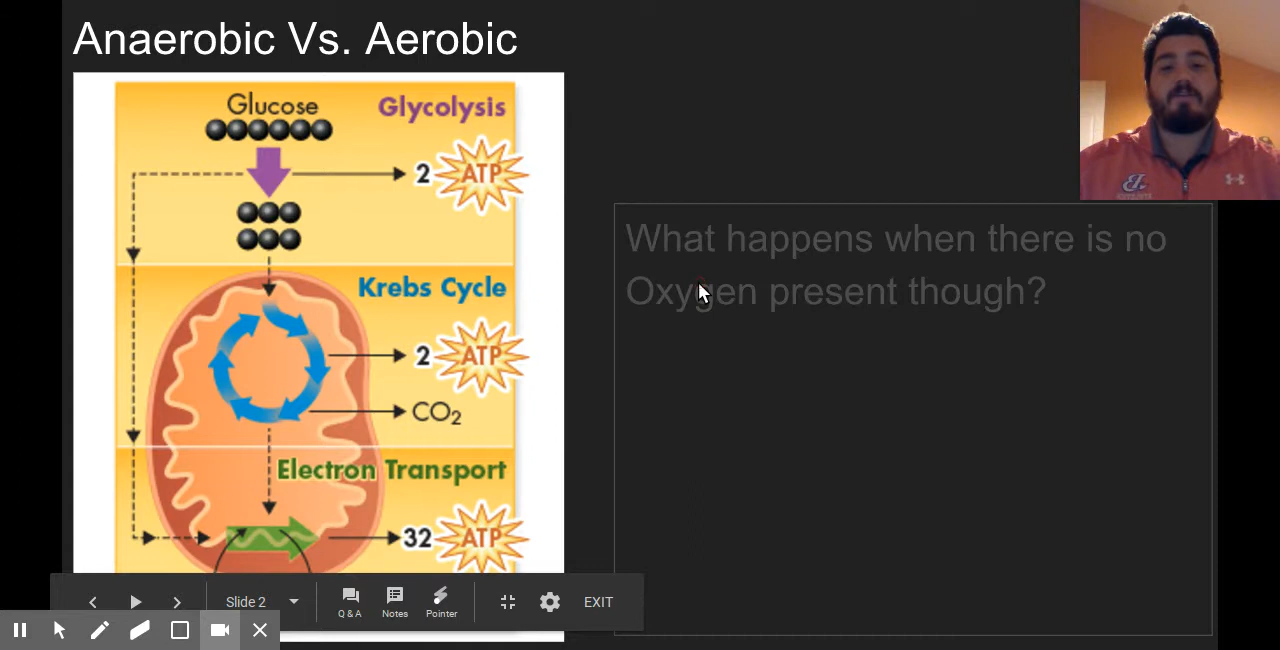 Anaerobic Vs. Aerobic
Glucose
Glycolysis
2 ATP
Krebs Cycle
2 ATP
CO₂
Electron Transport
32 ATP
What happens when there is no
Oxygen present though?
Slide 2
Q & A
Notes
Pointer
EXIT